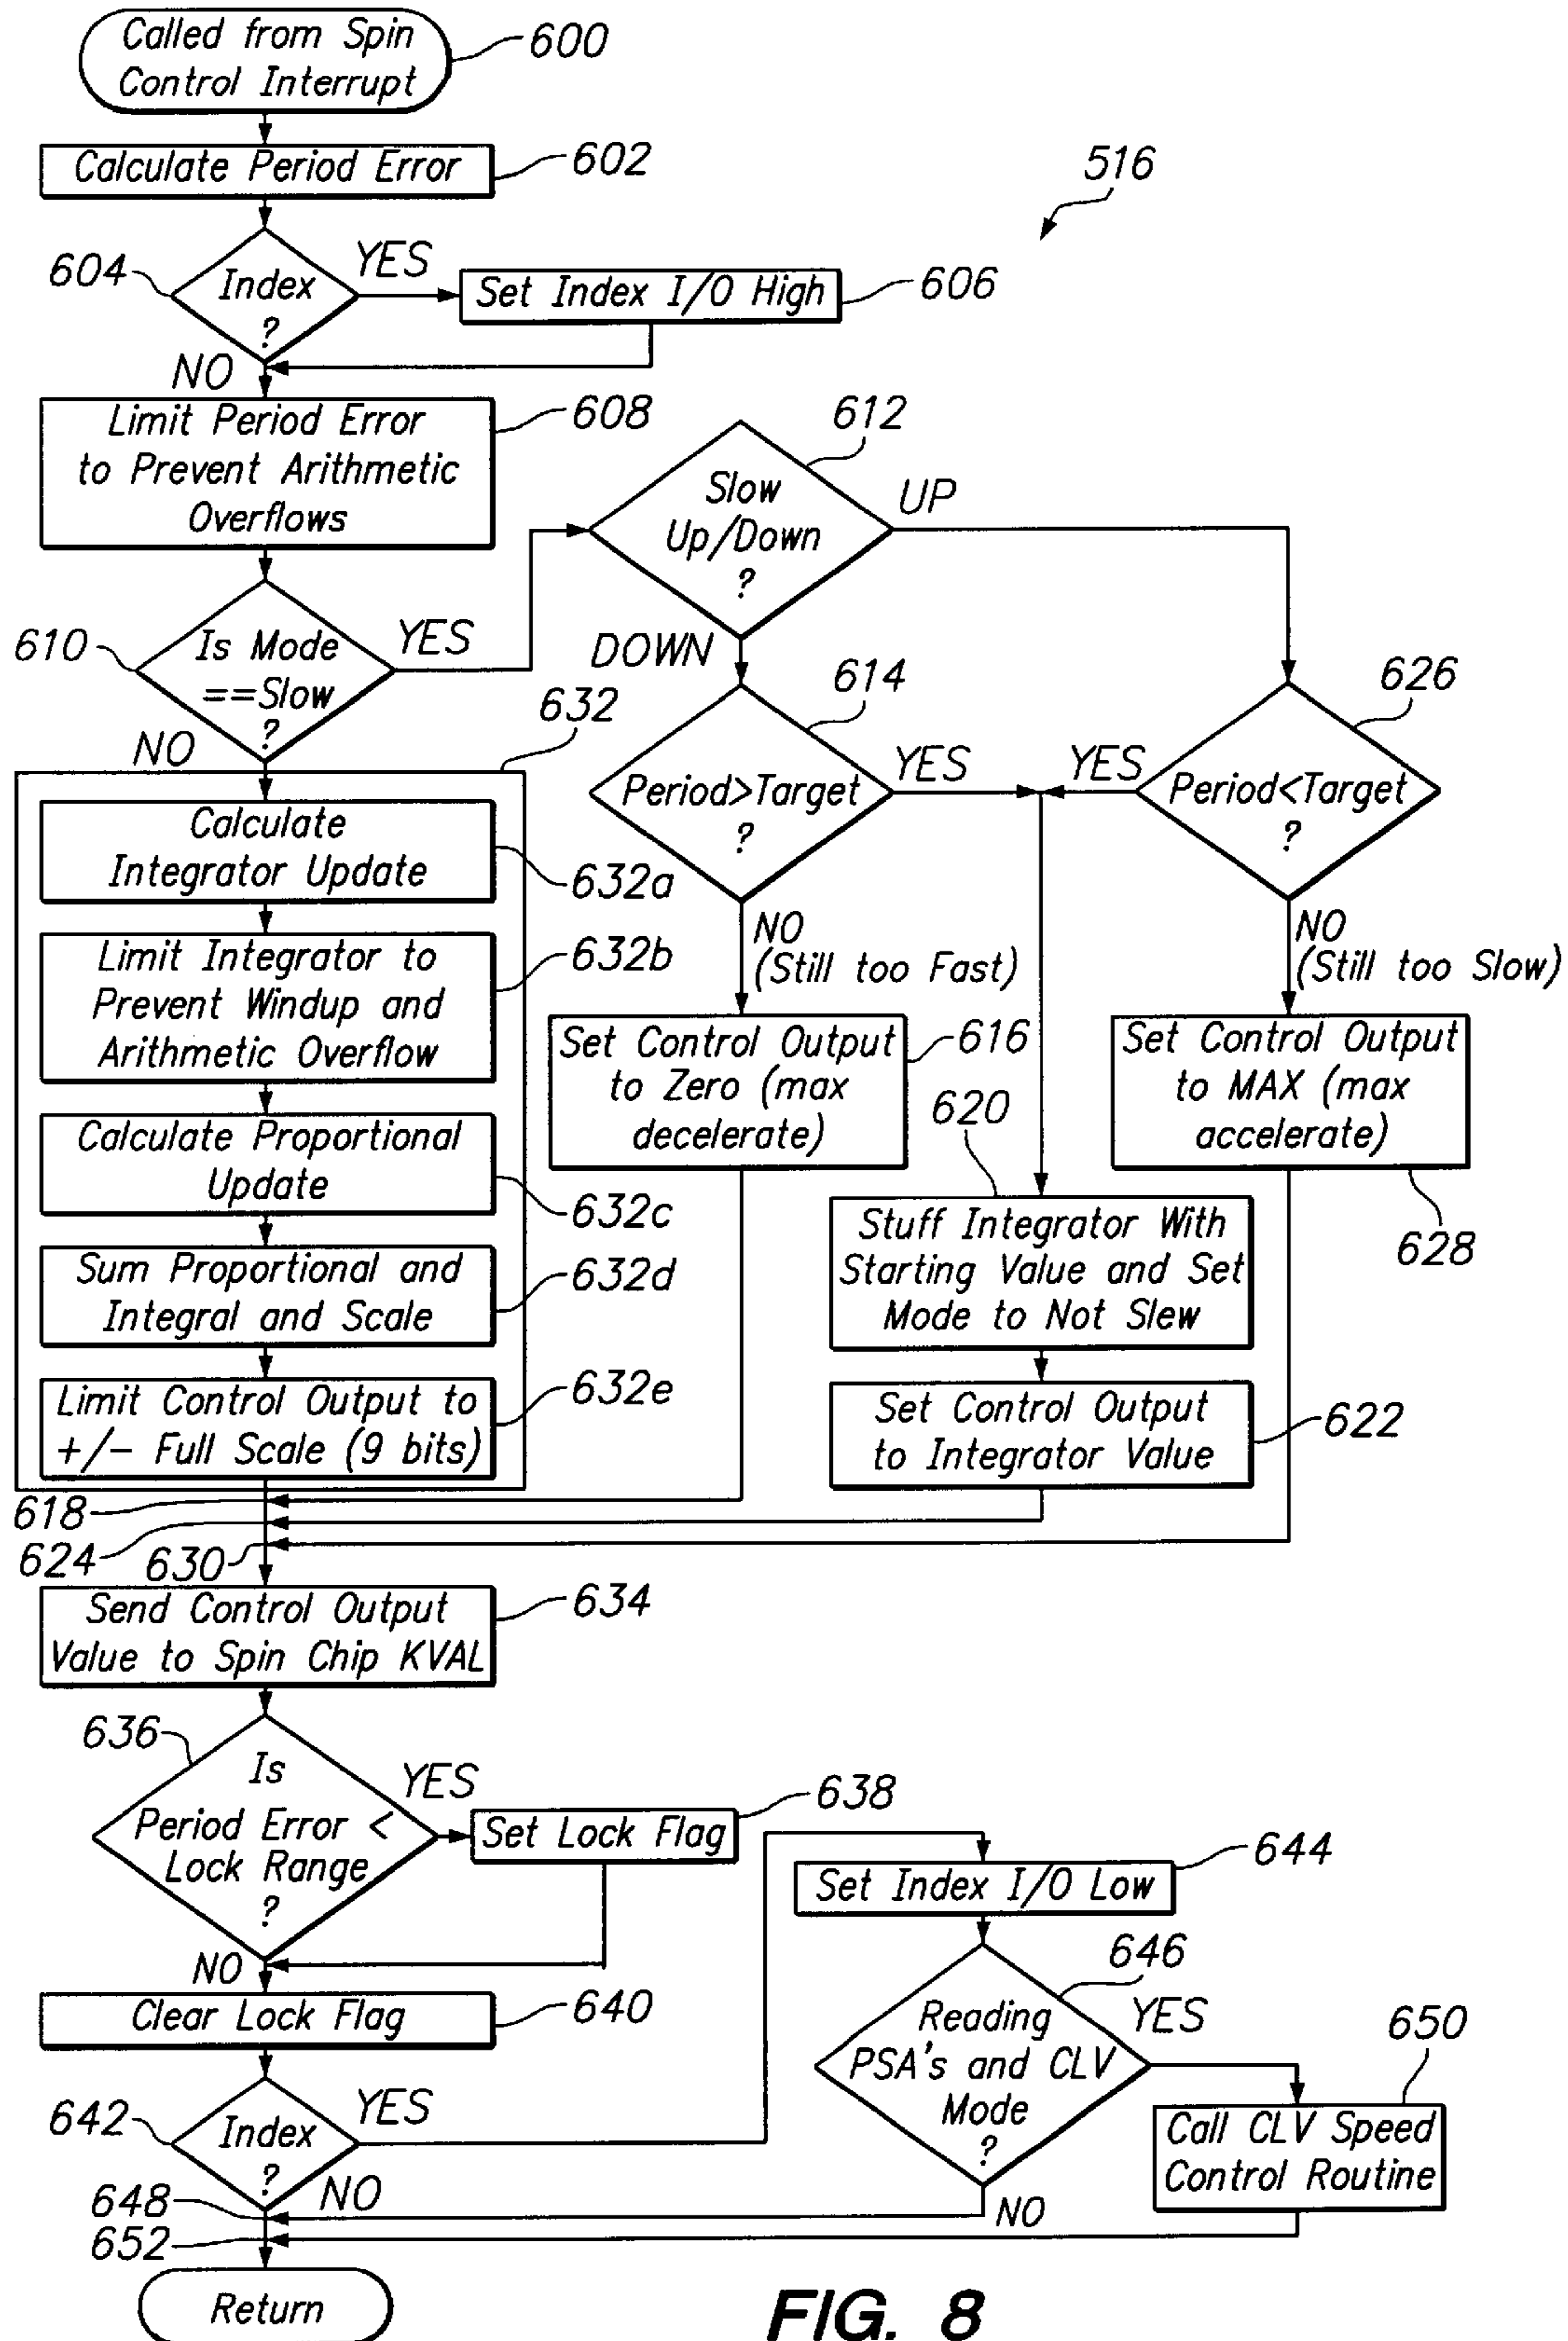 Called from Spin
Control Interrupt
600
Calculate Period Error
602
516
604
Index
?
YES
Set Index I/O High
606
NO
Limit Period Error
to Prevent Arithmetic
Overflows
608
612
Slow
Up/Down
?
UP
DOWN
610
Is Mode
==Slow
?
YES
NO
632
614
Period>Target
?
YES
626
Period<Target
?
YES
Calculate
Integrator Update
632a
Limit Integrator to
Prevent Windup and
Arithmetic Overflow
632b
NO
(Still too Fast)
NO
(Still too Slow)
Set Control Output
to Zero (max
decelerate)
616
Set Control Output
to MAX (max
accelerate)
628
Calculate Proportional
Update
632c
620
Stuff Integrator With
Starting Value and Set
Mode to Not Slew
Sum Proportional and
Integral and Scale
632d
Limit Control Output to
+/- Full Scale (9 bits)
632e
Set Control Output
to Integrator Value
622
618
624
630
Send Control Output
Value to Spin Chip KVAL
634
636
Is
Period Error <
Lock Range
?
YES
Set Lock Flag
638
NO
Clear Lock Flag
640
Set Index I/O Low
644
646
Reading
PSA's and CLV
Mode
?
YES
650
Call CLV Speed
Control Routine
NO
642
Index
?
YES
NO
648
652
Return
FIG. 8